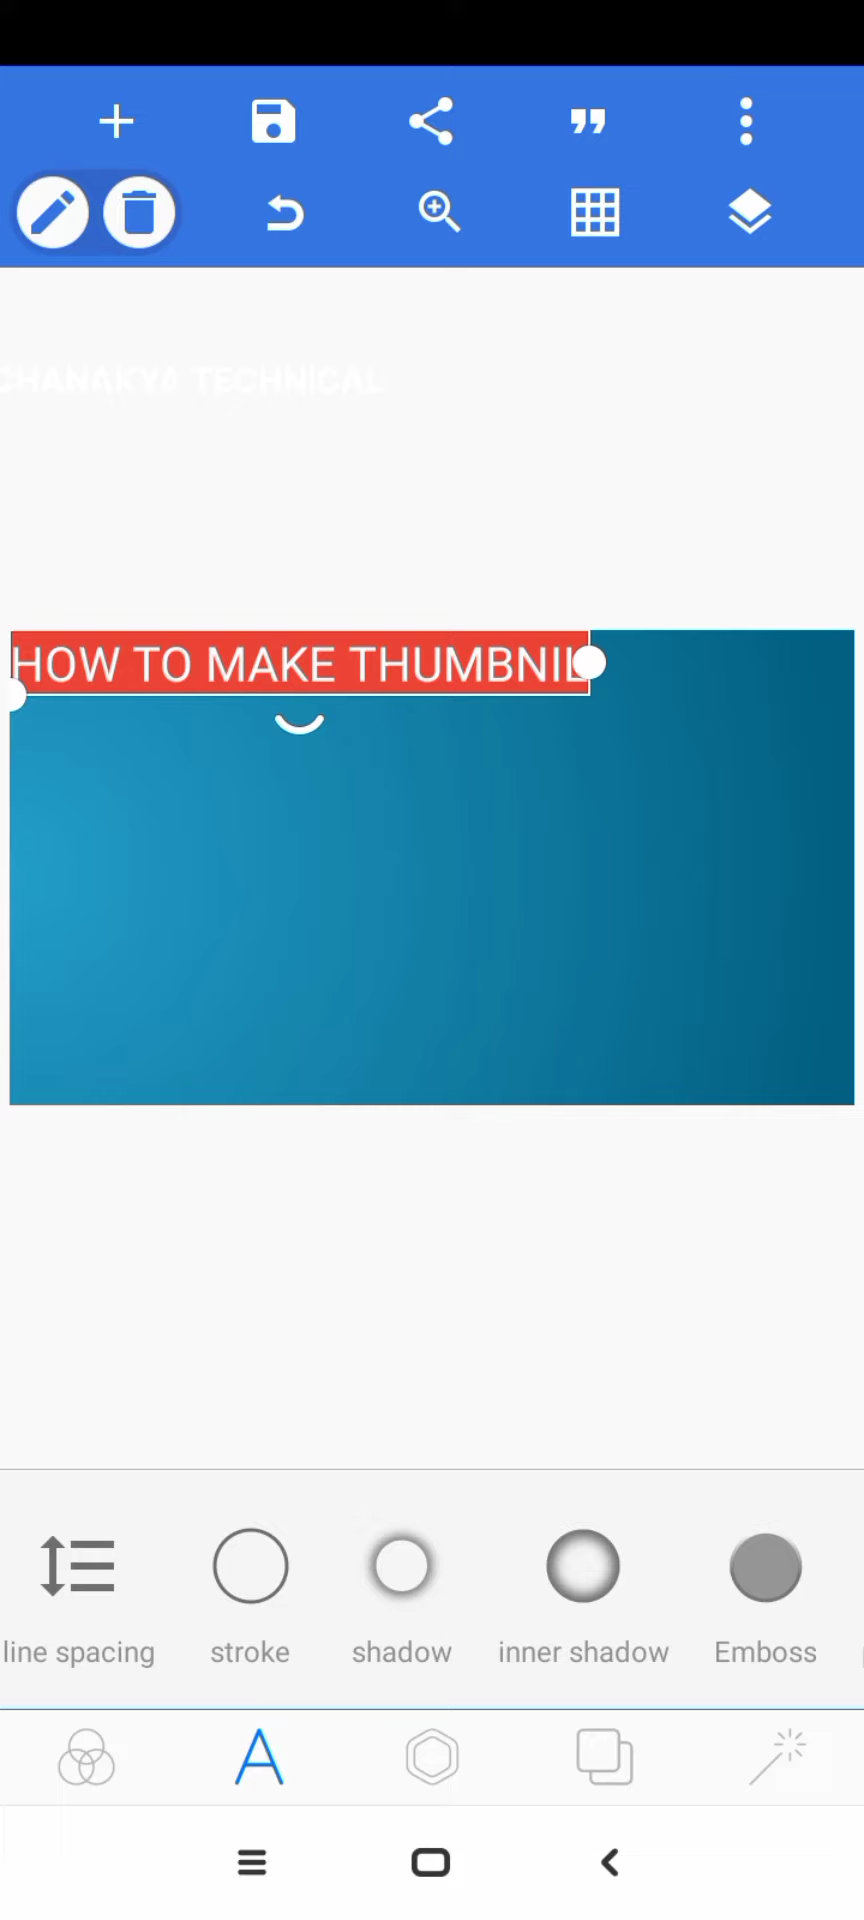 CHANAKYA TECHNICAL
HOW TO MAKE THUMBNIL
line spacing
stroke
shadow
inner shadow
Emboss